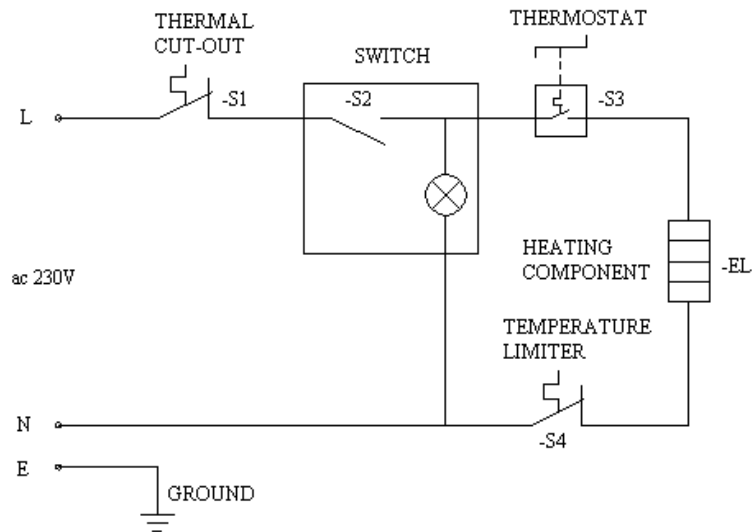 THERMAL
CUT-OUT
THERMOSTAT
SWITCH
-S1
-S2
-S3
L
ac 230V
HEATING
COMPONENT
-EL
TEMPERATURE
LIMITER
N
-S4
E
GROUND